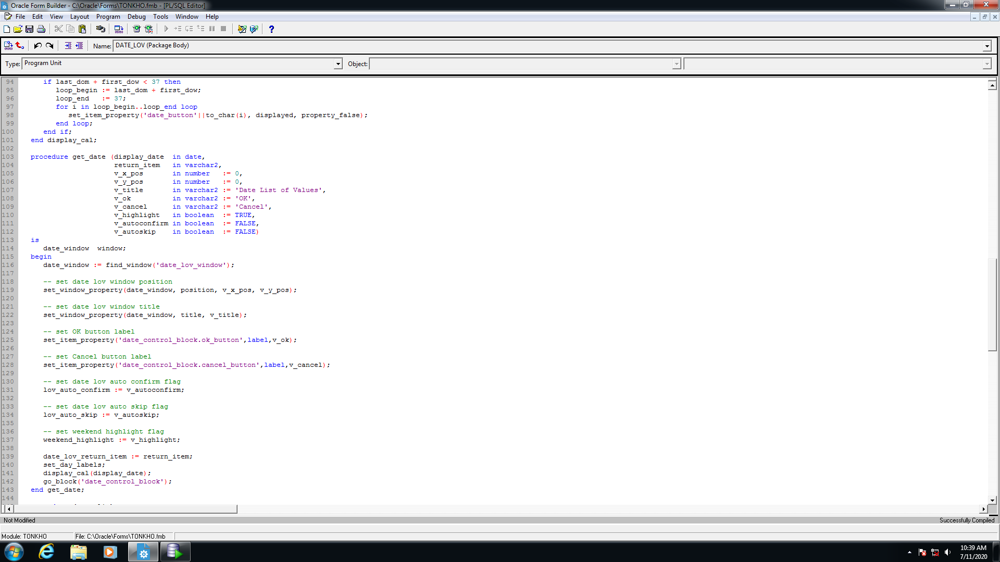 Oracle Form Builder - C:\Oracle\Forms\TONKHO.fmb - [PL/SQL Editor]
File Edit View Layout Program Debug Tools Window Help
Name: DATE_LOV (Package Body)
Type: Program Unit Object:
94 if last_dom + first_dow < 37 then
95 loop_begin := last_dom + first_dow;
96 loop_end := 37;
97 for i in loop_begin..loop_end loop
98 set_item_property('date_button'||to_char(i), displayed, property_false);
99 end loop;
100 end if;
101 end display_cal;
102
103 procedure get_date (display_date in date,
104 return_item in varchar2,
105 v_x_pos in number := 0,
106 v_y_pos in number := 0,
107 v_title in varchar2 := 'Date List of Values',
108 v_ok in varchar2 := 'OK',
109 v_cancel in varchar2 := 'Cancel',
110 v_highlight in boolean := TRUE,
111 v_autoconfirm in boolean := FALSE,
112 v_autoskip in boolean := FALSE)
113 is
114 date_window window;
115 begin
116 date_window := find_window('date_lov_window');
117
118 -- set date lov window position
119 set_window_property(date_window, position, v_x_pos, v_y_pos);
120
121 -- set date lov window title
122 set_window_property(date_window, title, v_title);
123
124 -- set OK button label
125 set_item_property('date_control_block.ok_button',label,v_ok);
126
127 -- set Cancel button label
128 set_item_property('date_control_block.cancel_button',label,v_cancel);
129
130 -- set date lov auto confirm flag
131 lov_auto_confirm := v_autoconfirm;
132
133 -- set date lov auto skip flag
134 lov_auto_skip := v_autoskip;
135
136 -- set weekend highlight flag
137 weekend_highlight := v_highlight;
138
139 date_lov_return_item := return_item;
140 set_day_labels;
141 display_cal(display_date);
142 go_block('date_control_block');
143 end get_date;
144
Not Modified Successfully Compiled
Module: TONKHO File: C:\Oracle\Forms\TONKHO.fmb
10:39 AM
7/11/2020